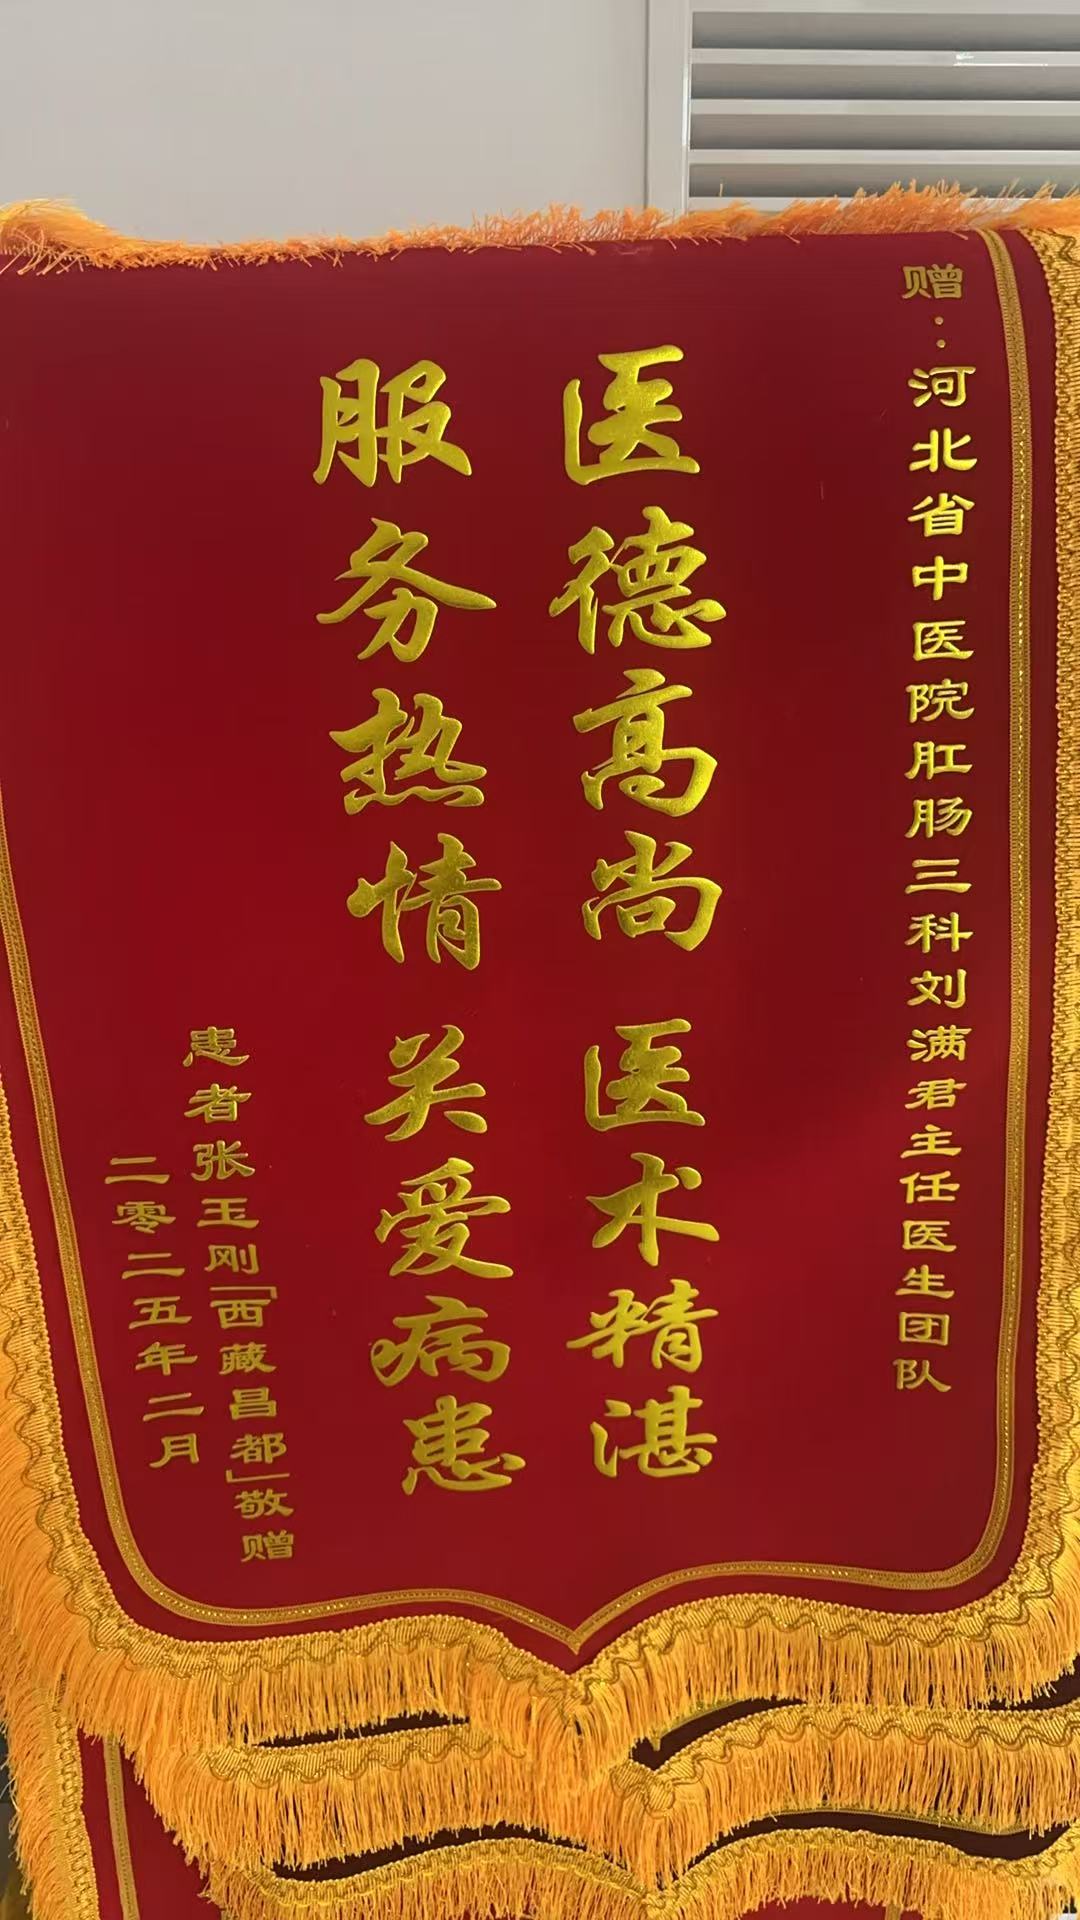 赠：河北省中医院肛肠三科刘满君主任医生团队
医德高尚 医术精湛
服务热情 关爱病患
患者张玉刚「西藏昌都」敬赠
二零二五年二月